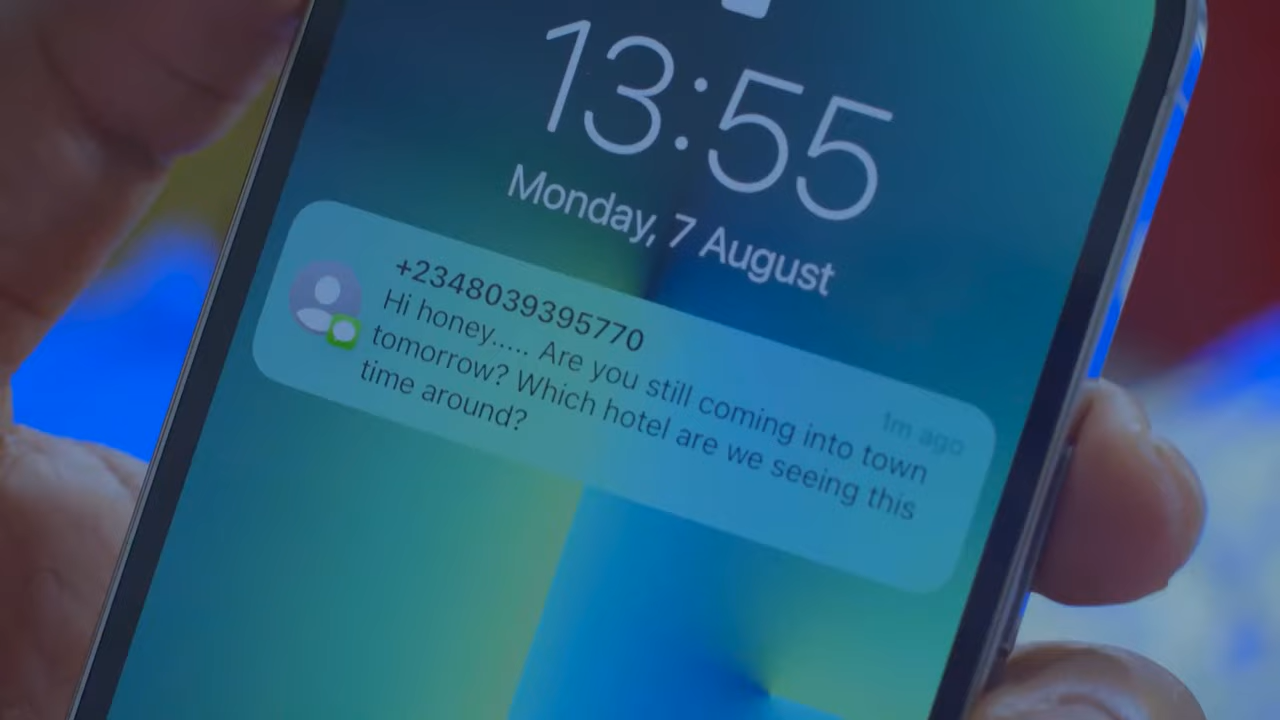 13:55
Monday, 7 August
+2348039395770
1m ago
Hi honey..... Are you still coming into town
tomorrow? Which hotel are we seeing this
time around?